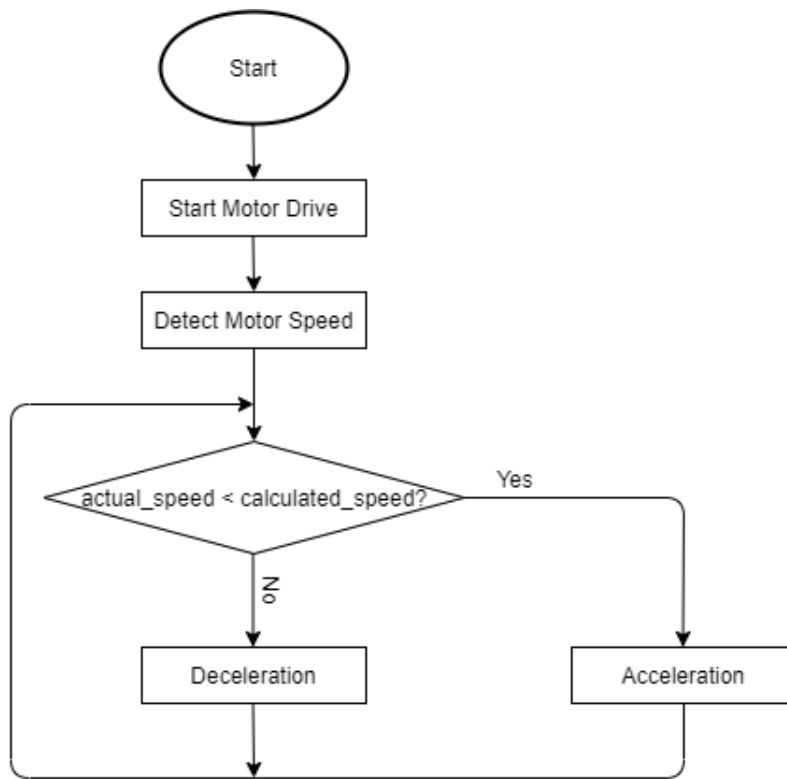 Start
Start Motor Drive
Detect Motor Speed
actual_speed < calculated_speed?
Yes
No
Deceleration
Acceleration